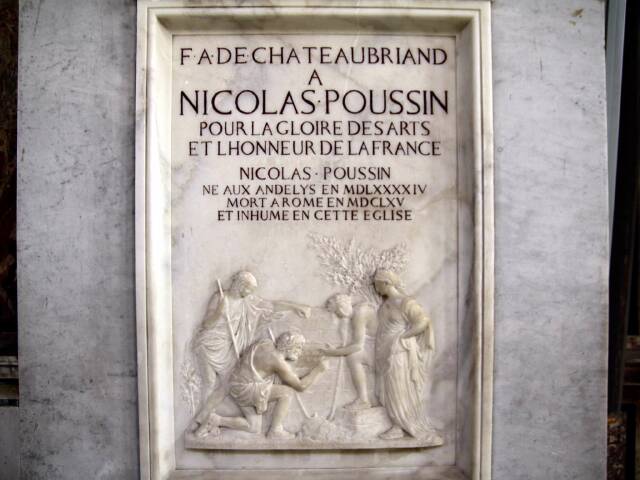 F·A·DE·CHATEAUBRIAND
A
NICOLAS·POUSSIN
POUR LA GLOIRE DES ARTS
ET LHONNEUR DE LA FRANCE
NICOLAS·POUSSIN
NE AUX ANDELYS EN MDLXXXXIV
MORT A ROME EN MDCLXV
ET INHUME EN CETTE EGLISE